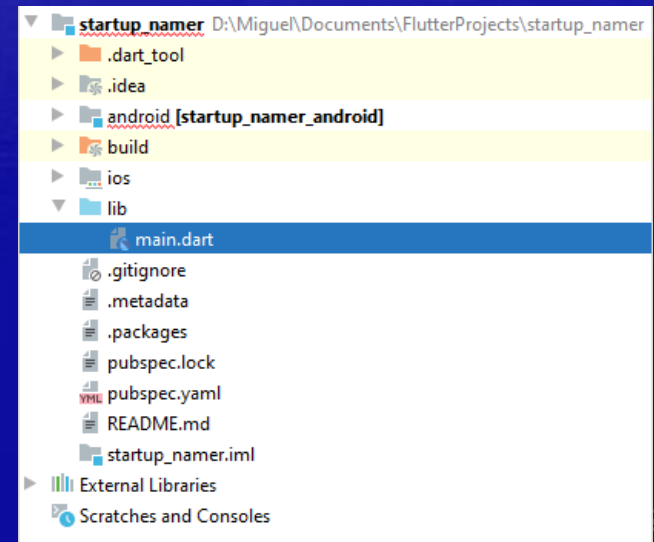 startup_namer D:\Miguel\Documents\FlutterProjects\startup_namer
.dart_tool
.idea
android [startup_namer_android]
build
ios
lib
main.dart
.gitignore
.metadata
.packages
pubspec.lock
YML pubspec.yaml
README.md
startup_namer.iml
External Libraries
Scratches and Consoles